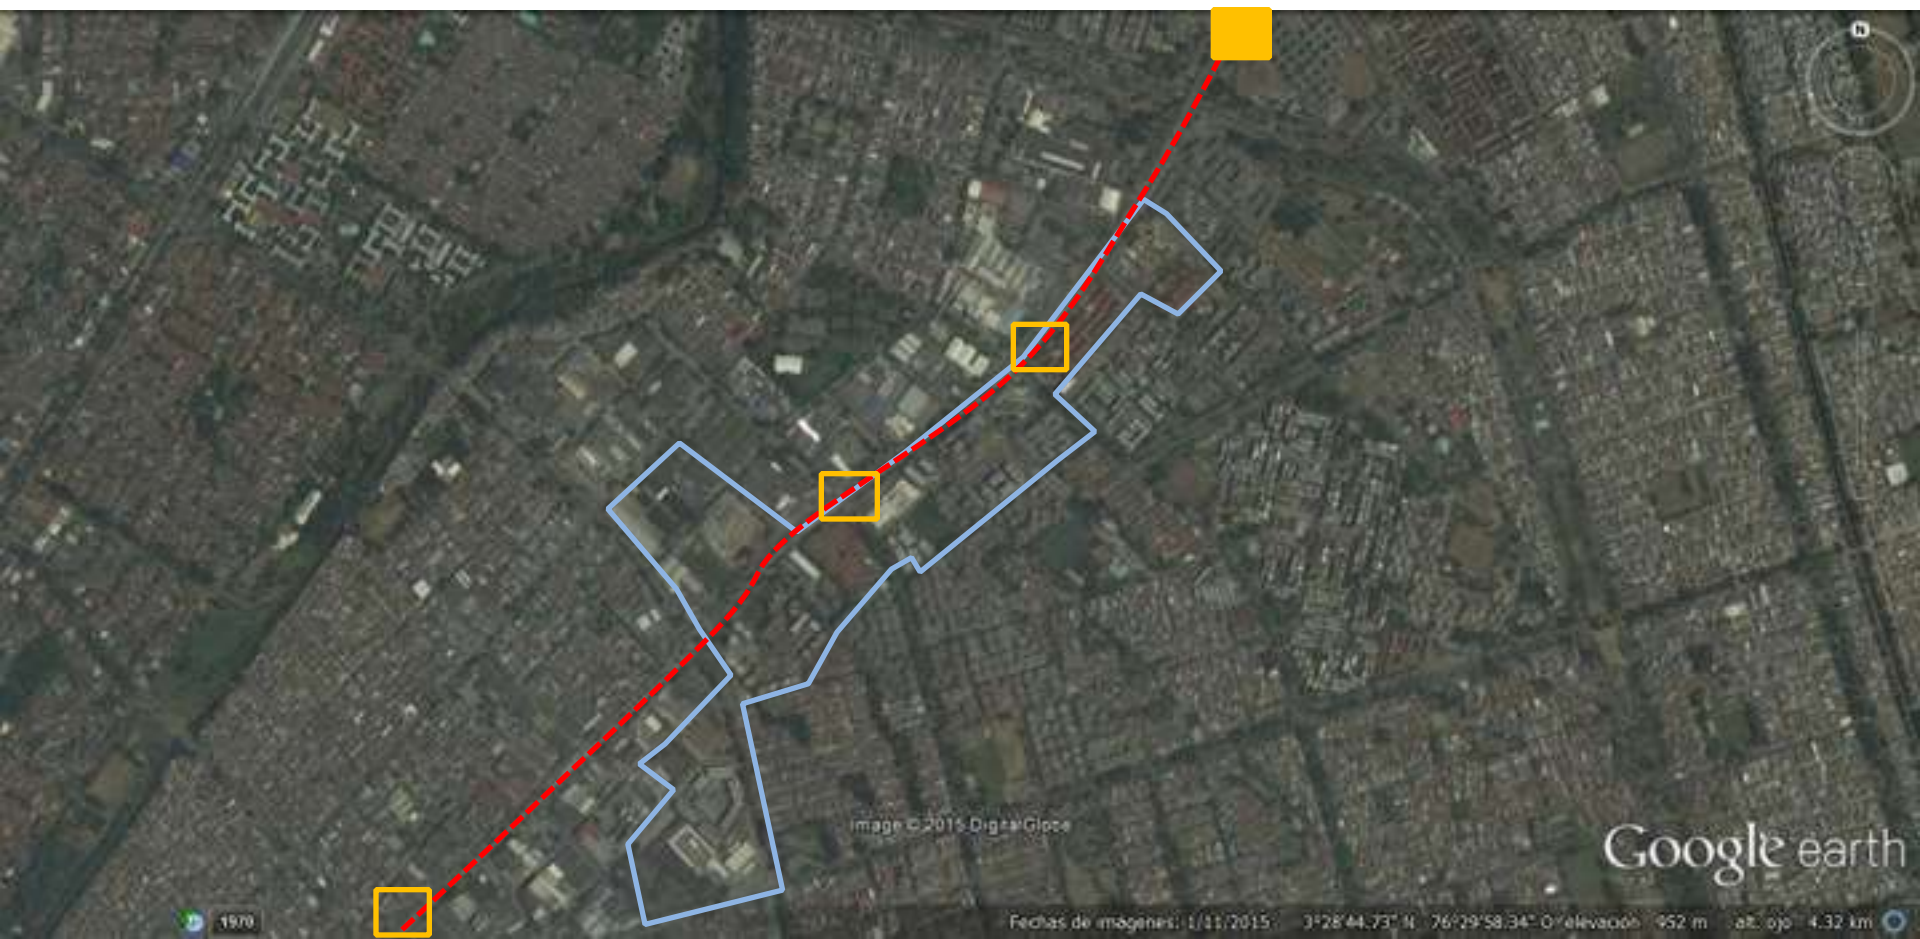 N
Image © 2015 DigitalGlobe
Google earth
1970
Fechas de imágenes: 1/11/2015 3°28'44.73" N 76°29'58.34" O elevación 952 m alt. ojo 4.32 km